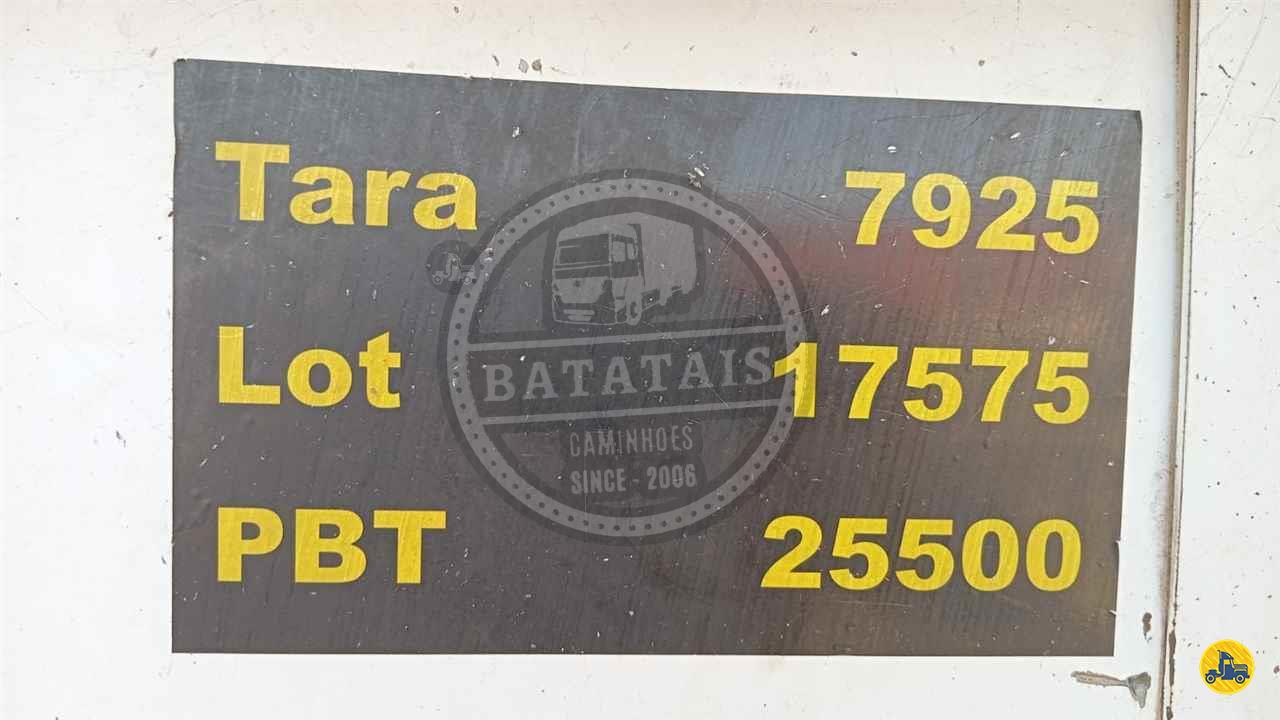 Tara 7925
BATATAIS
Lot 17575
CAMINHOES
SINCE - 2006
PBT 25500